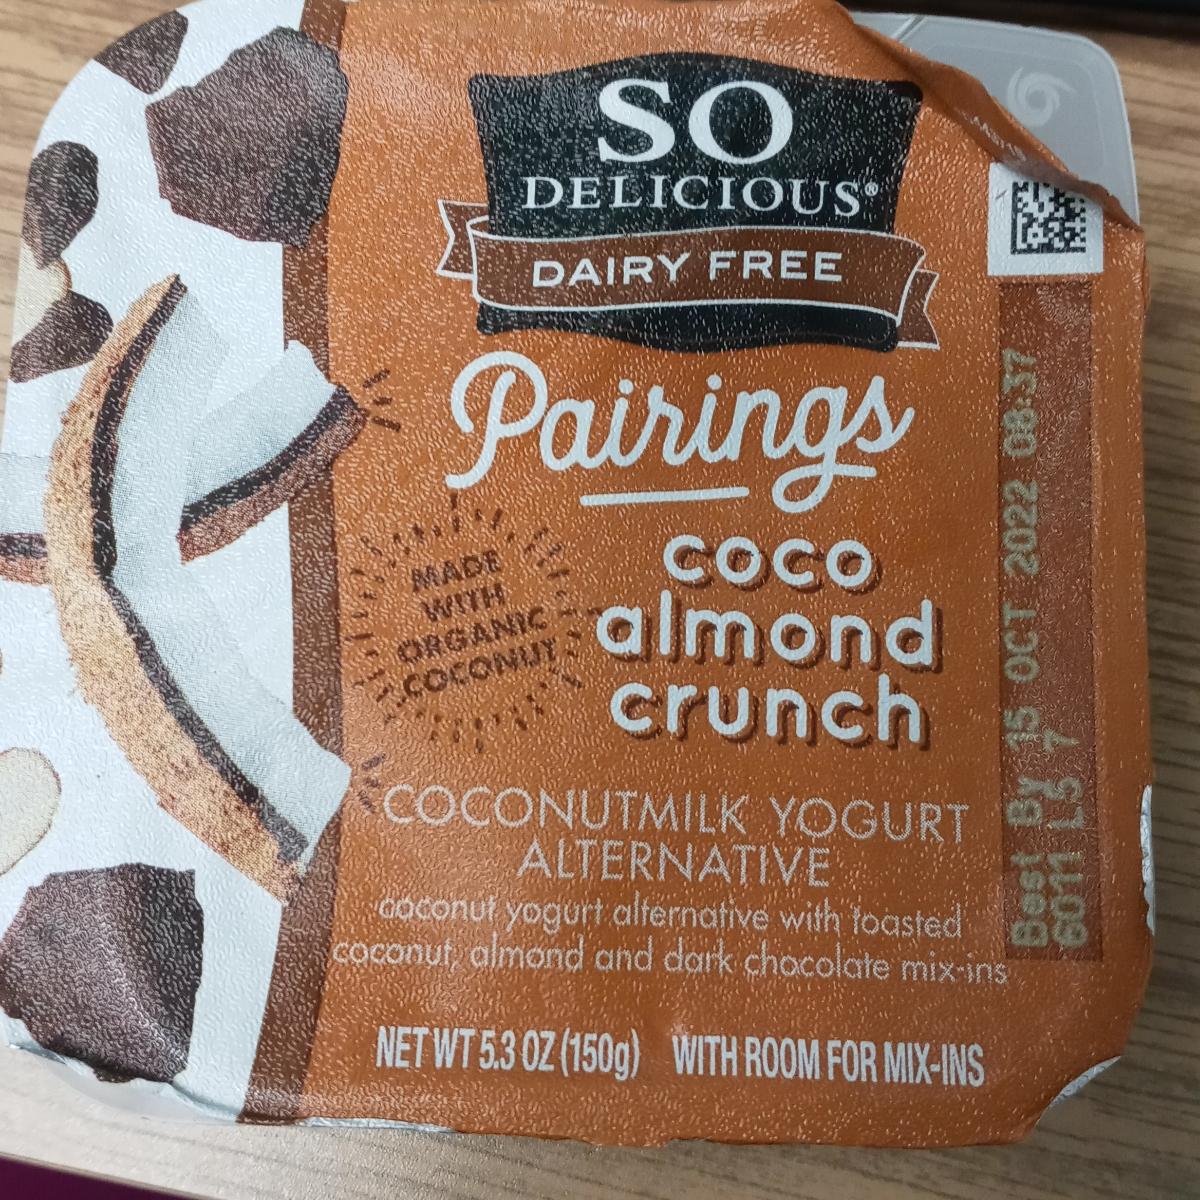 SO
DELICIOUS®
DAIRY FREE
Pairings
MADE
WITH
ORGANIC
COCONUT
coco
almond
crunch
COCONUTMILK YOGURT
ALTERNATIVE
coconut yogurt alternative with toasted
coconut, almond and dark chocolate mix-ins
NET WT 5.3 OZ (150g) WITH ROOM FOR MIX-INS
Best By 15 OCT 2022 08:37
6011 L5 7